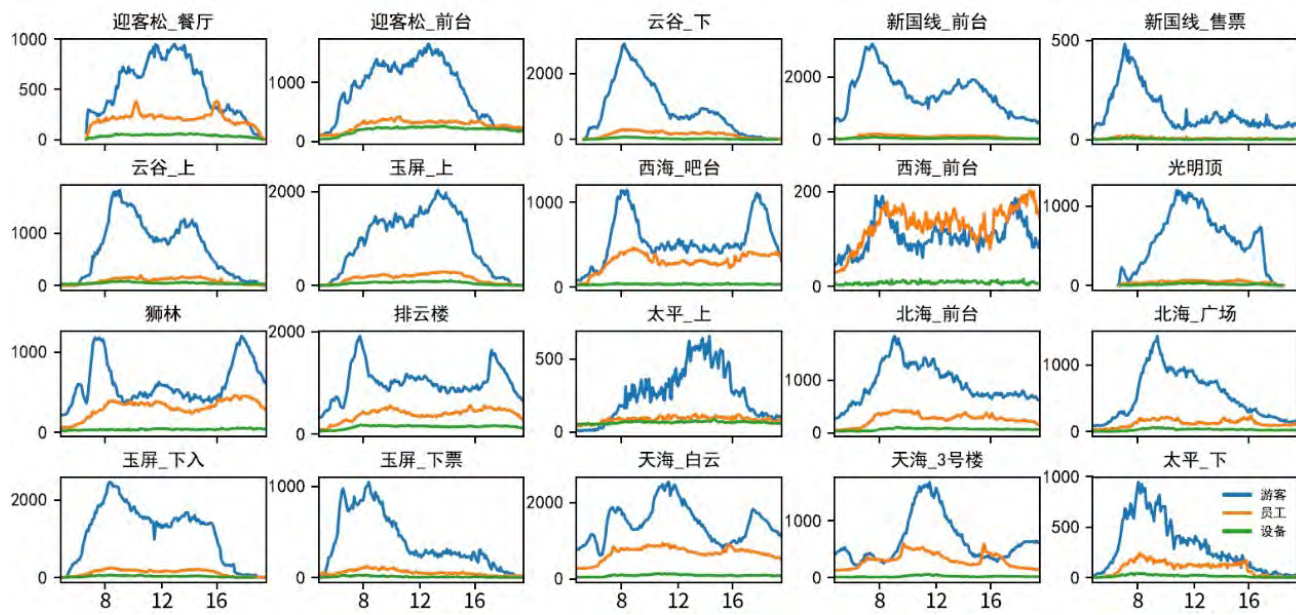 迎客松_餐厅 迎客松_前台 云谷_下 新国线_前台 新国线_售票
1000 500 0
1000 0
2000 0
2000 0
500 0
云谷_上 玉屏_上 西海_吧台 西海_前台 光明顶
1000 0
2000 1000 0
1000 0
200 100 0
1000 0
狮林 排云楼 太平_上 北海_前台 北海_广场
1000 0
2000 0
500 0
1000 0
1000 0
玉屏_下入 玉屏_下票 天海_白云 天海_3号楼 太平_下
2000 0
1000 0
2000 0
1000 0
1000 500 0
游客
员工
设备
8 16 8 16 8 16 8 16 8 16